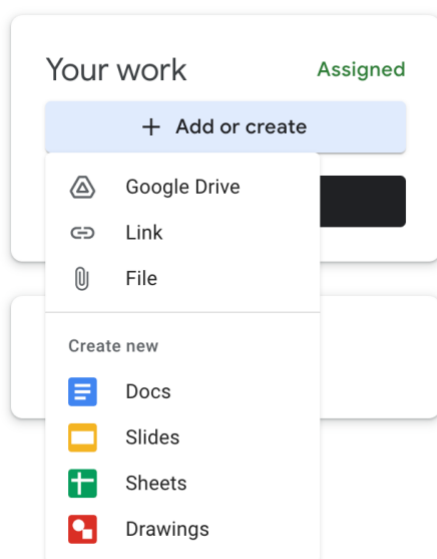 Your work
Assigned
+ Add or create
Google Drive
Link
File
Create new
Docs
Slides
Sheets
Drawings